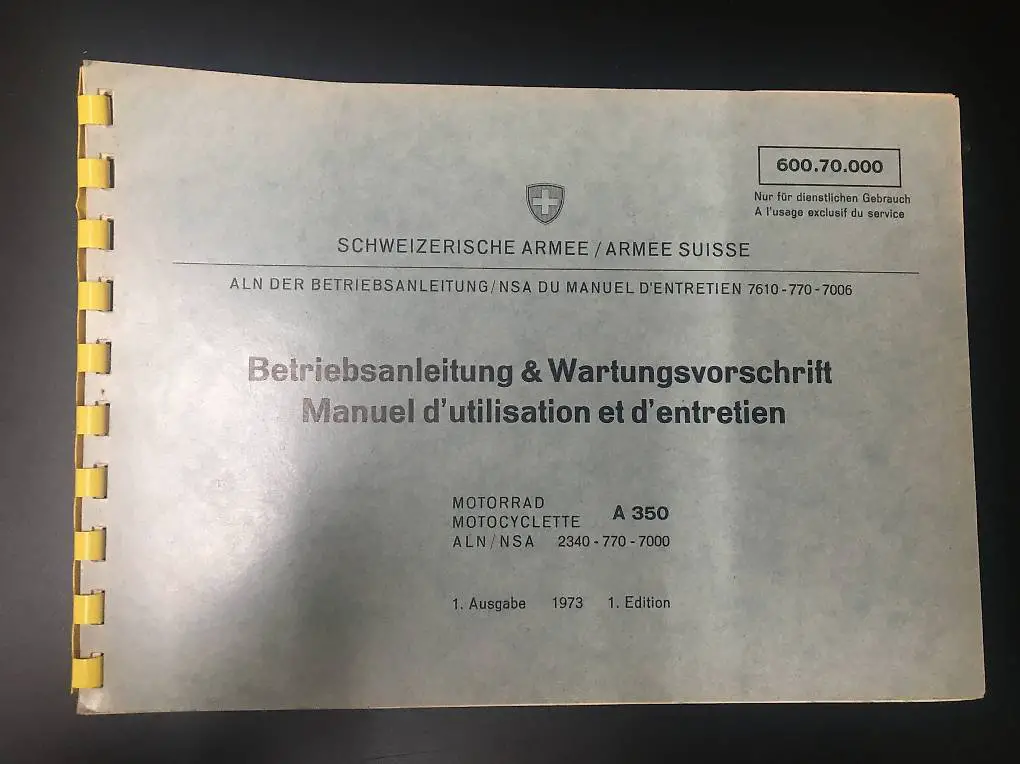 600.70.000
Nur für dienstlichen Gebrauch
A l'usage exclusif du service
SCHWEIZERISCHE ARMEE / ARMEE SUISSE
ALN DER BETRIEBSANLEITUNG/NSA DU MANUEL D'ENTRETIEN 7610-770-7006
Betriebsanleitung & Wartungsvorschrift
Manuel d'utilisation et d'entretien
MOTORRAD
MOTOCYCLETTE A 350
ALN/NSA 2340-770-7000
1. Ausgabe 1973 1. Edition